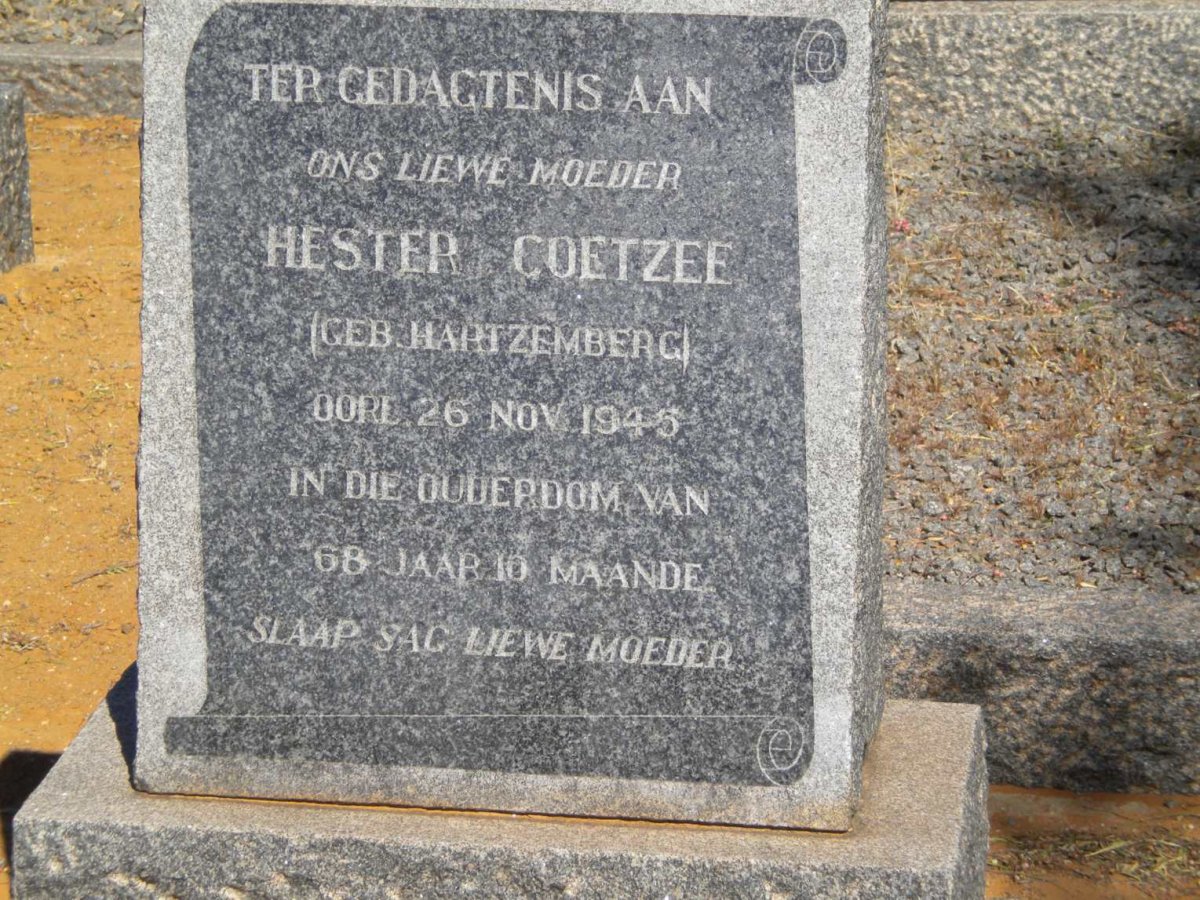 TER GEDAGTENIS AAN
ONS LIEWE MOEDER
HESTER COETZEE
(GEB. HARTZEMBERG)
OORL. 26 NOV. 1945
IN DIE OUDERDOM VAN
68 JAAR 10 MAANDE.
SLAAP SAG LIEWE MOEDER.